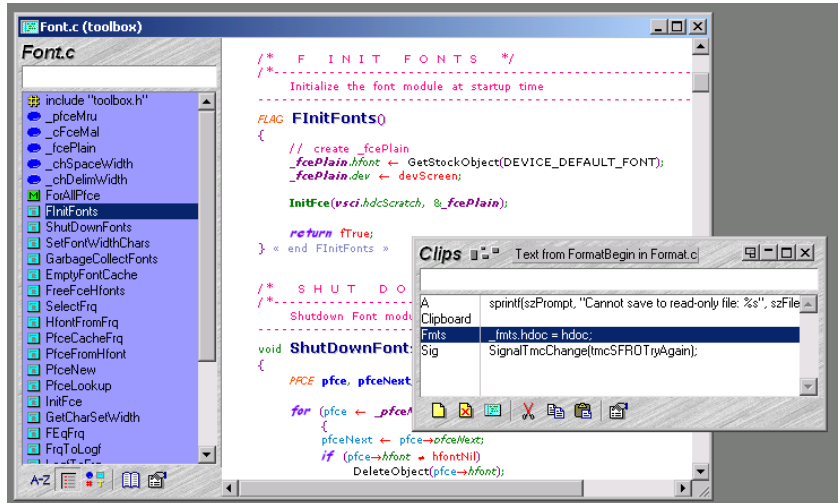 Font.c (toolbox)
Font.c
include "toolbox.h"
_pfceMru
_cFceMal
_fcePlain
_chSpaceWidth
_chDelimWidth
ForAllPfce
FInitFonts
ShutDownFonts
SetFontWidthChars
GarbageCollectFonts
EmptyFontCache
FreeFceHfonts
SelectFrq
HfontFromFrq
PfceCacheFrq
PfceFromHfont
PfceNew
PfceLookup
InitFce
GetCharSetWidth
FEqFrq
FrqToLogf
A-Z
/* F INIT FONTS */
/*----------------------------------------
Initialize the font module at startup time
----------------------------------------
FLAG FInitFonts()
{
// create _fcePlain
_fcePlain.hfont ← GetStockObject(DEVICE_DEFAULT_FONT);
_fcePlain.dev ← devScreen;
InitFce(vsci.hdcScratch, &_fcePlain);
return fTrue;
} « end FInitFonts »
/* SHUT DO
/*----------------
Shutdown Font modu
----------------
void ShutDownFonts
{
PFCE pfce, pfceNext
for (pfce ← _pfceM
{
pfceNext ← pfce→pfceNext;
if (pfce→hfont ≠ hfontNil)
DeleteObject(pfce→hfont);
Clips
Text from FormatBegin in Format.c
A sprintf(szPrompt, "Cannot save to read-only file: %s", szFile
Clipboard
Fmts _fmts.hdoc = hdoc;
Sig SignalTmcChange(tmcSFROTryAgain);